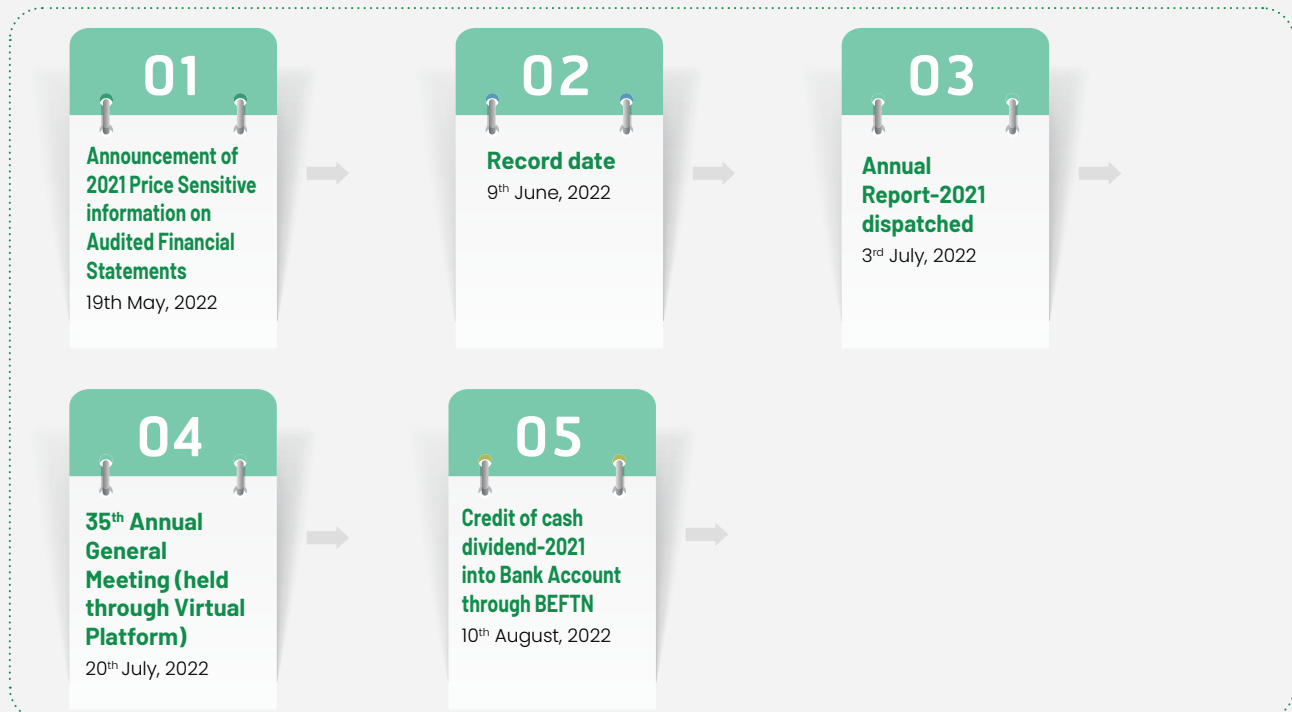 01
Announcement of
2021 Price Sensitive
information on
Audited Financial
Statements
19th May, 2022
02
Record date
9th June, 2022
03
Annual
Report-2021
dispatched
3rd July, 2022
04
35th Annual
General
Meeting (held
through Virtual
Platform)
20th July, 2022
05
Credit of cash
dividend-2021
into Bank Account
through BEFTN
10th August, 2022